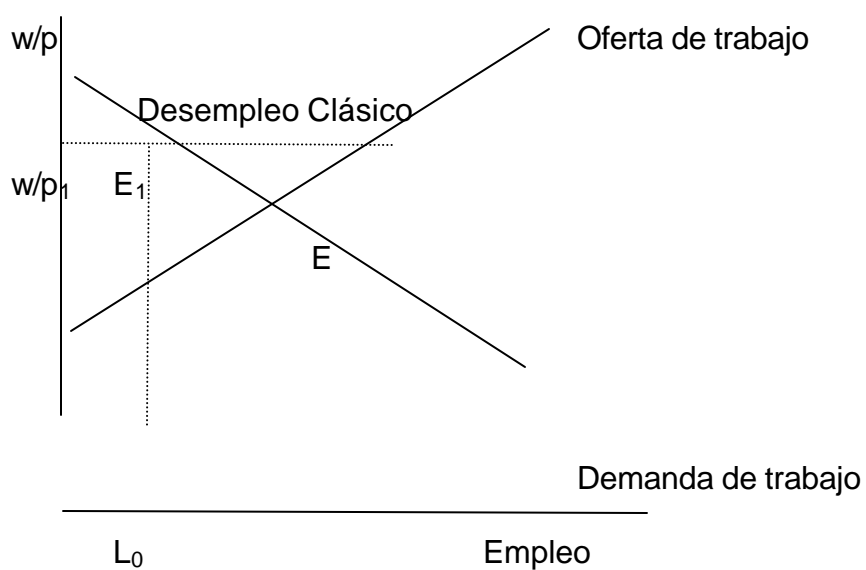 w/p
Oferta de trabajo
Desempleo Clásico
w/p₁
E₁
E
Demanda de trabajo
L₀
Empleo